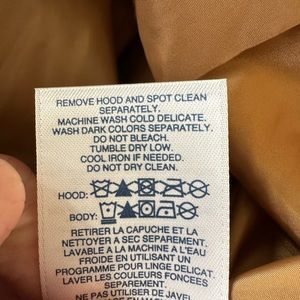 REMOVE HOOD AND SPOT CLEAN
SEPARATELY.
MACHINE WASH COLD DELICATE.
WASH DARK COLORS SEPARATELY.
DO NOT BLEACH.
TUMBLE DRY LOW.
COOL IRON IF NEEDED.
DO NOT DRY CLEAN.
HOOD:
BODY:
RETIRER LA CAPUCHE ET LA
NETTOYER A SEC SEPAREMENT.
LAVABLE A LA MACHINE A L'EAU
FROIDE EN UTILISANT UN
PROGRAMME POUR LINGE DELICAT.
LAVER LES COULEURS FONCEES
SEPAREMENT.
NE PAS UTILISER DE JAVEL